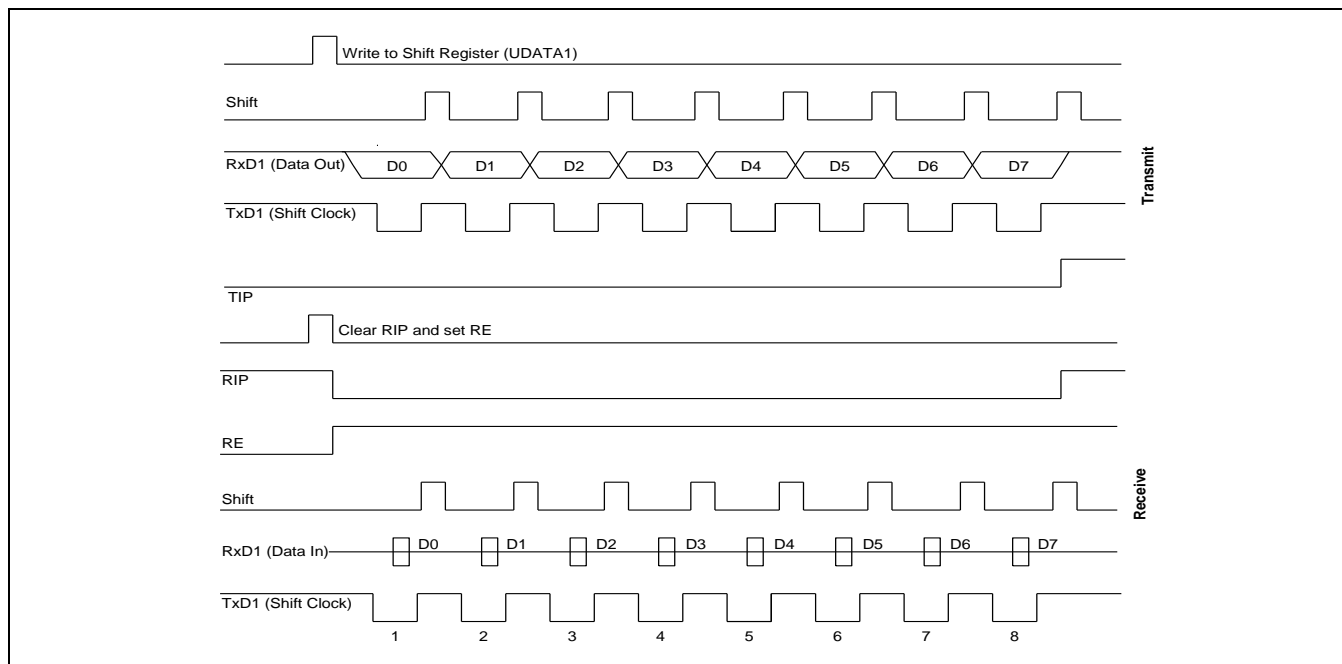 Write to Shift Register (UDATA1)
Shift
RxD1 (Data Out) D0 D1 D2 D3 D4 D5 D6 D7
TxD1 (Shift Clock)
TIP
Transmit
Clear RIP and set RE
RIP
RE
Shift
RxD1 (Data In) D0 D1 D2 D3 D4 D5 D6 D7
TxD1 (Shift Clock)
1 2 3 4 5 6 7 8
Receive